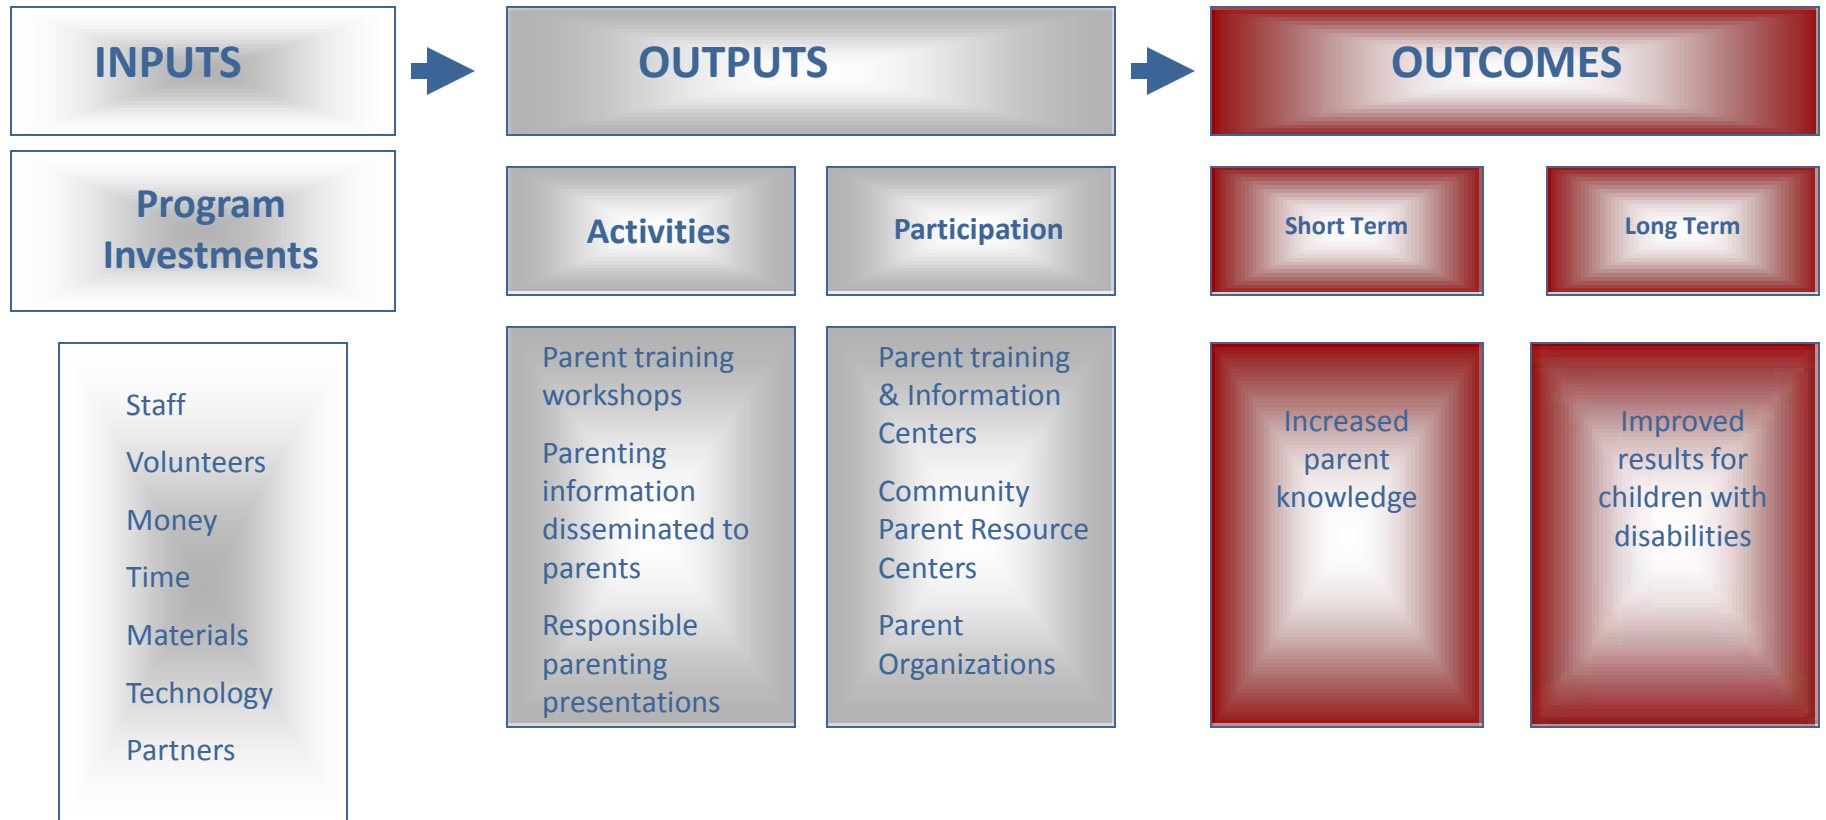 INPUTS
OUTPUTS
OUTCOMES
Program
Investments
Activities
Participation
Short Term
Long Term
Staff
Volunteers
Money
Time
Materials
Technology
Partners
Parent training
workshops
Parenting
information
disseminated to
parents
Responsible
parenting
presentations
Parent training
& Information
Centers
Community
Parent Resource
Centers
Parent
Organizations
Increased
parent
knowledge
Improved
results for
children with
disabilities